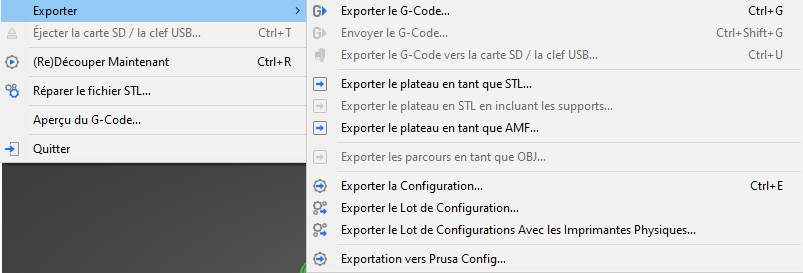 Exporter
Éjecter la carte SD / la clef USB... Ctrl+T
(Re)Découper Maintenant Ctrl+R
Réparer le fichier STL...
Aperçu du G-Code...
Quitter
Exporter le G-Code... Ctrl+G
Envoyer le G-Code... Ctrl+Shift+G
Exporter le G-Code vers la carte SD / la clef USB... Ctrl+U
Exporter le plateau en tant que STL...
Exporter le plateau en STL en incluant les supports...
Exporter le plateau en tant que AMF...
Exporter les parcours en tant que OBJ...
Exporter la Configuration... Ctrl+E
Exporter le Lot de Configuration...
Exporter le Lot de Configurations Avec les Imprimantes Physiques...
Exportation vers Prusa Config...